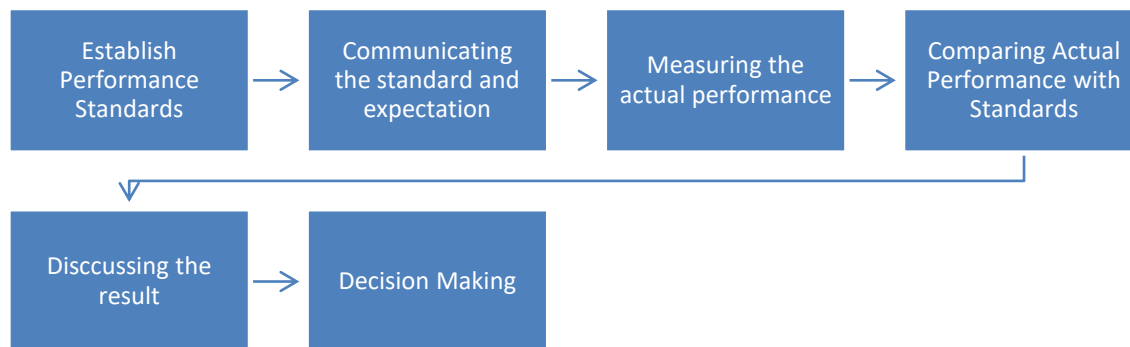 Establish
Performance
Standards
Communicating
the standard and
expectation
Measuring the
actual performance
Comparing Actual
Performance with
Standards
Disccussing the
result
Decision Making